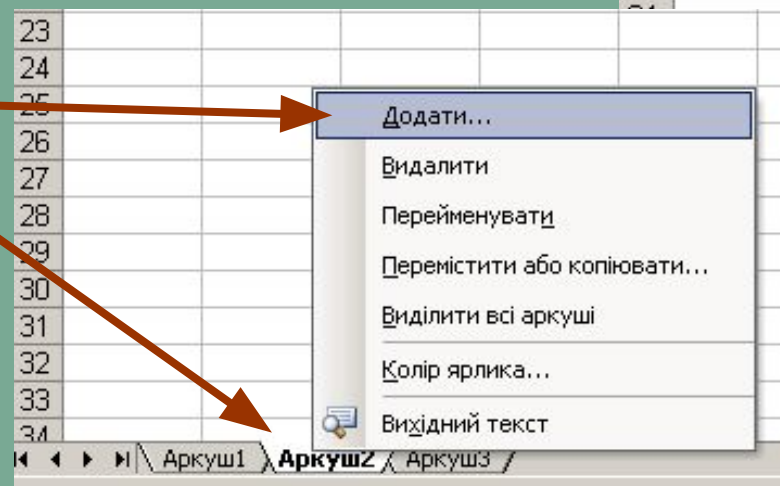 23
24
25
26
27
28
29
30
31
32
33
34
Додати...
Видалити
Перейменувати
Перемістити або копіювати...
Виділити всі аркуші
Колір ярлика...
Вихідний текст
Аркуш1 Аркуш2 Аркуш3